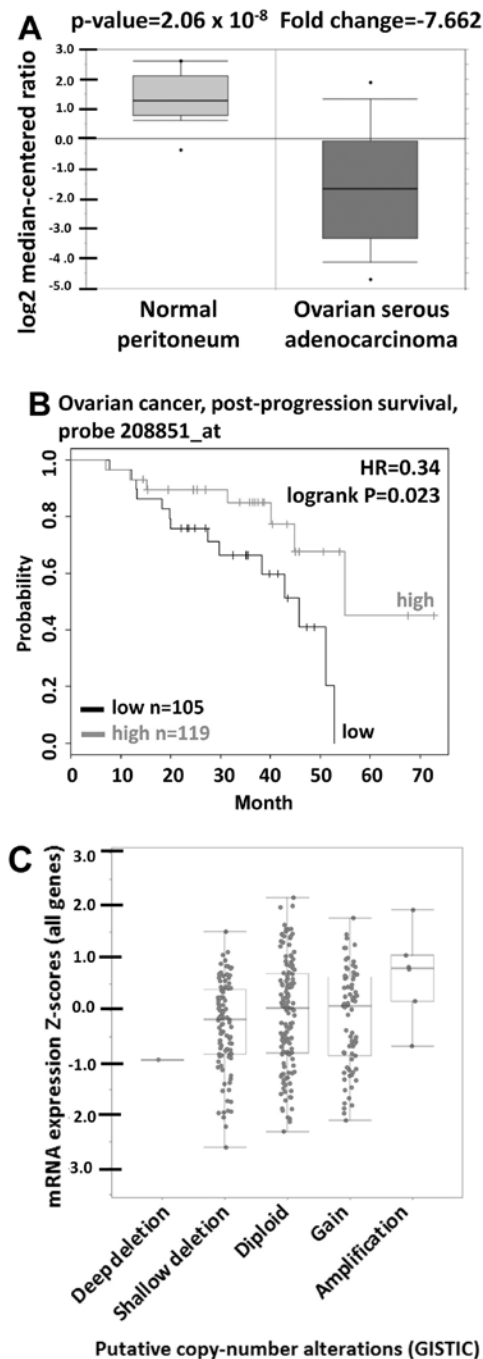 A p-value=2.06 x 10⁻⁸ Fold change=-7.662
log2 median-centered ratio
3.0
2.0
1.0
0.0
-1.0
- 2.0
-3.0
-4.0
-5.0
Normal
peritoneum
Ovarian serous
adenocarcinoma
B Ovarian cancer, post-progression survival,
probe 208851_at
HR=0.34
logrank P=0.023
Probability
1.0
0.8
0.6
0.4
0.2
0.0
high
low
low n=105
high n=119
0 10 20 30 40 50 60 70
Month
C
mRNA expression Z-scores (all genes)
3.0
2.0
1.0
0.0
-1.0
2.0
3.0
Deep deletion
Shallow deletion
Diploid
Gain
Amplification
Putative copy-number alterations (GISTIC)